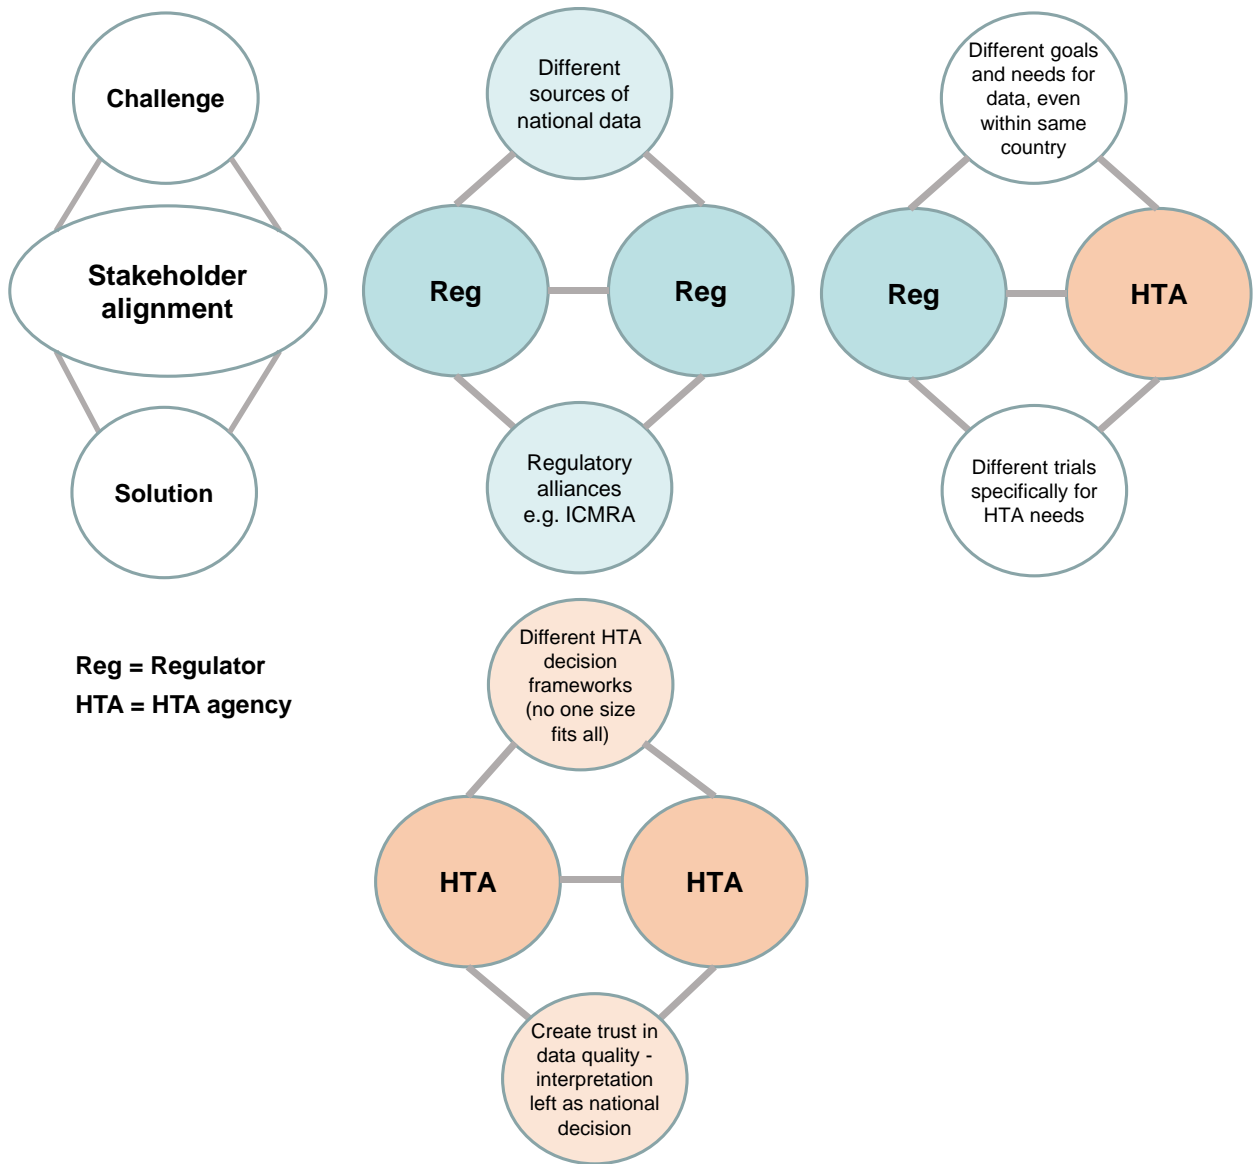 Challenge
Stakeholder
alignment
Solution
Different
sources of
national data
Reg
Reg
Regulatory
alliances
e.g. ICMRA
Different goals
and needs for
data, even
within same
country
Reg
HTA
Different trials
specifically for
HTA needs
Reg = Regulator
HTA = HTA agency
Different HTA
decision
frameworks
(no one size
fits all)
HTA
HTA
Create trust in
data quality -
interpretation
left as national
decision